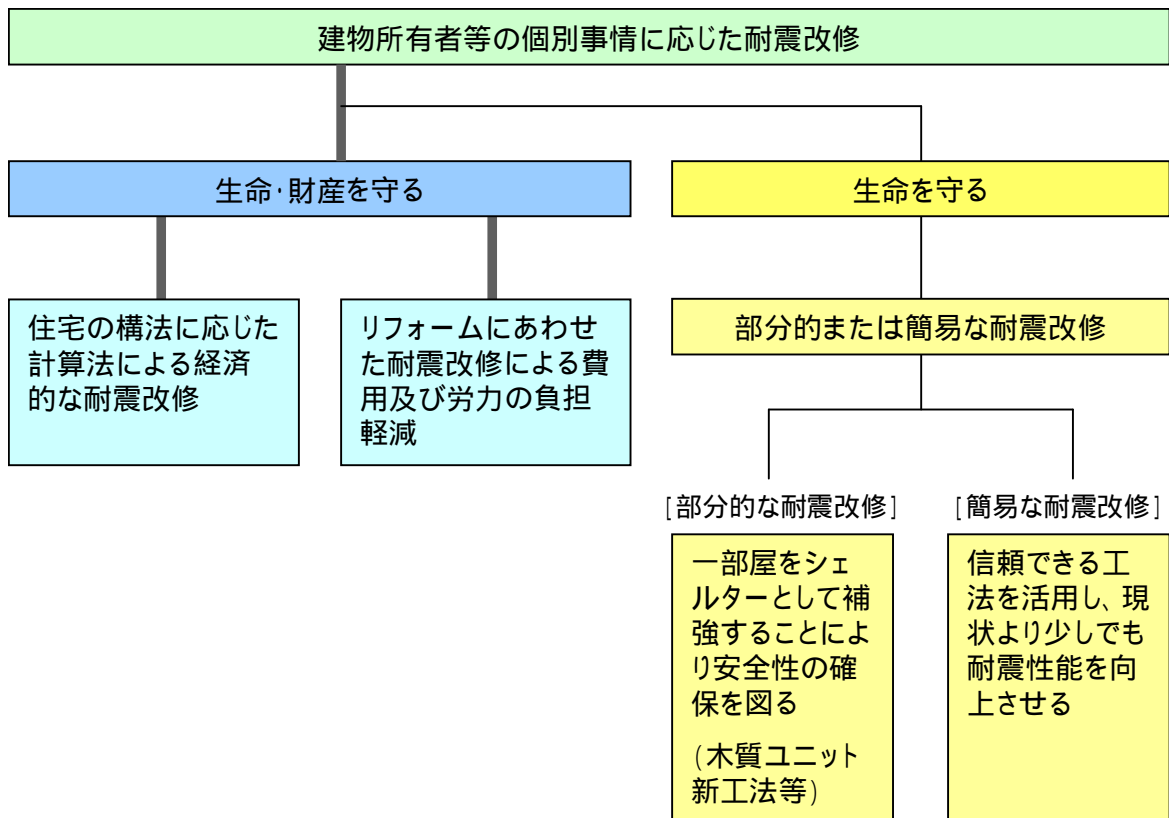 建物所有者等の個別事情に応じた耐震改修
生命・財産を守る
生命を守る
住宅の構法に応じた
計算法による経済
的な耐震改修
リフォームにあわせ
た耐震改修による費
用及び労力の負担
軽減
部分的または簡易な耐震改修
[部分的な耐震改修]
[簡易な耐震改修]
一部屋をシェ
ルターとして補
強することによ
り安全性の確
保を図る
(木質ユニット
新工法等)
信頼できる工
法を活用し、現
状より少しでも
耐震性能を向
上させる